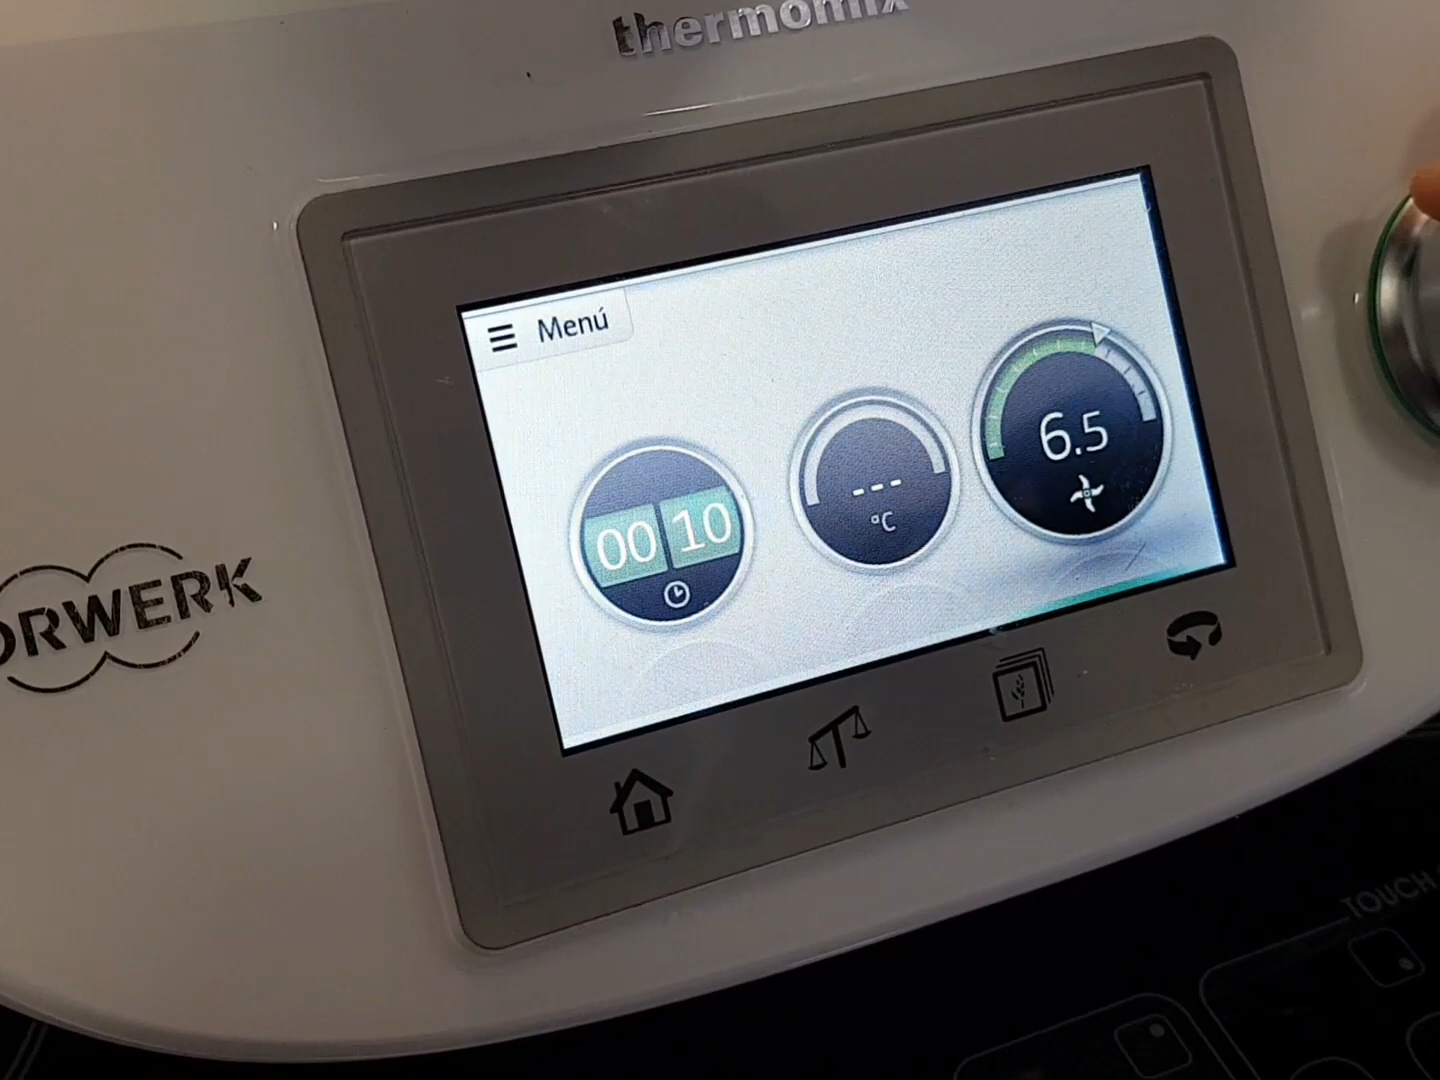 thermomix
Menú
00 10
---
°C
6.5
ORWERK
TOUCH